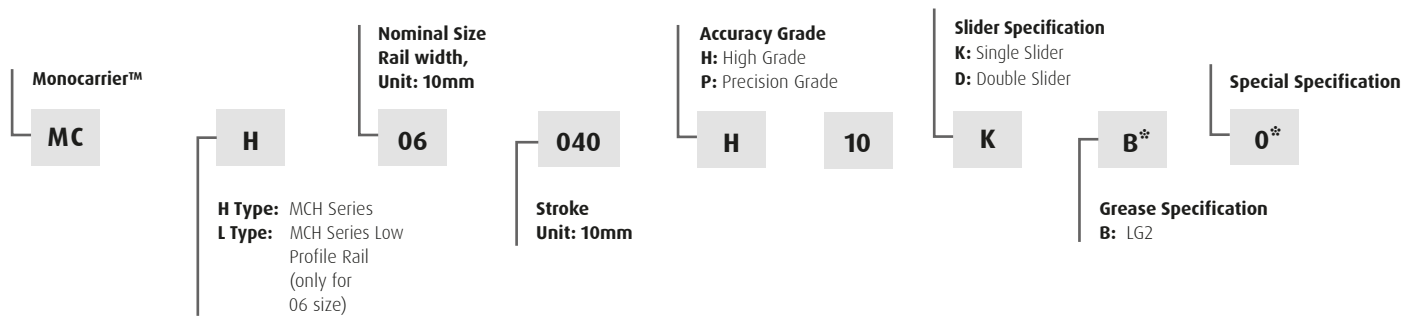 Monocarrier™
MC
H
H Type: MCH Series
L Type: MCH Series Low
Profile Rail
(only for
06 size)
Nominal Size
Rail width,
Unit: 10mm
06
040
Stroke
Unit: 10mm
Accuracy Grade
H: High Grade
P: Precision Grade
H
10
Slider Specification
K: Single Slider
D: Double Slider
K
B*
Grease Specification
B: LG2
Special Specification
0*